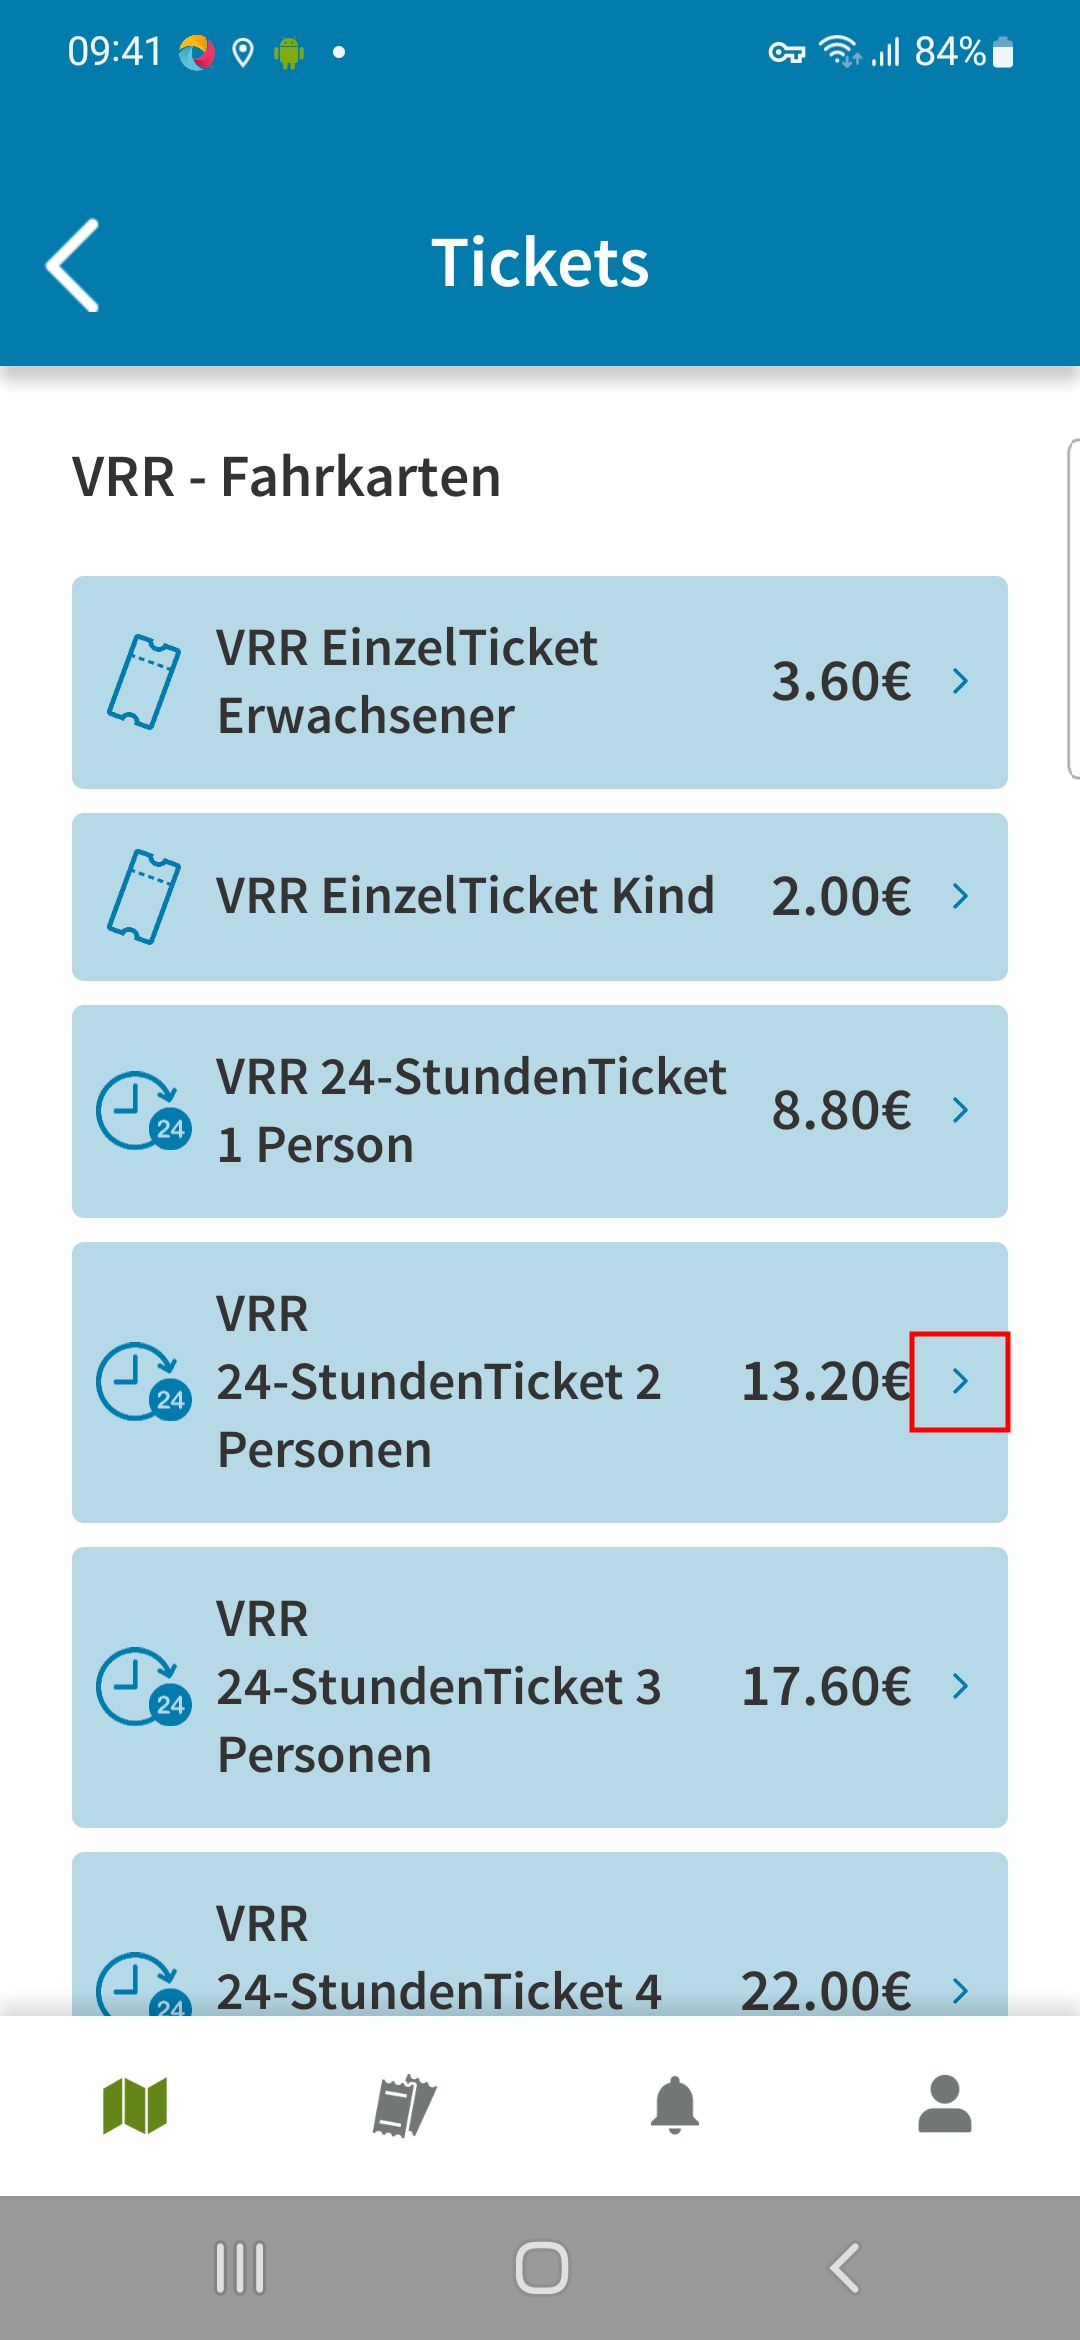 09:41
84%
Tickets
VRR - Fahrkarten
VRR EinzelTicket
Erwachsener
3.60€
VRR EinzelTicket Kind
2.00€
24
VRR 24-StundenTicket
1 Person
8.80€
24
VRR
24-StundenTicket 2
Personen
13.20€
24
VRR
24-StundenTicket 3
Personen
17.60€
24
VRR
24-StundenTicket 4
22.00€